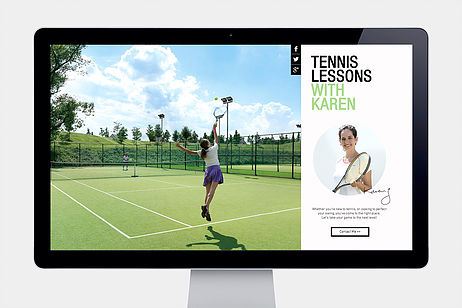 TENNIS
LESSONS
WITH
KAREN
Whether you're new to tennis, or looking to perfect
your swing, you've come to the right place.
Let's take your game to the next level.
Contact Me >>